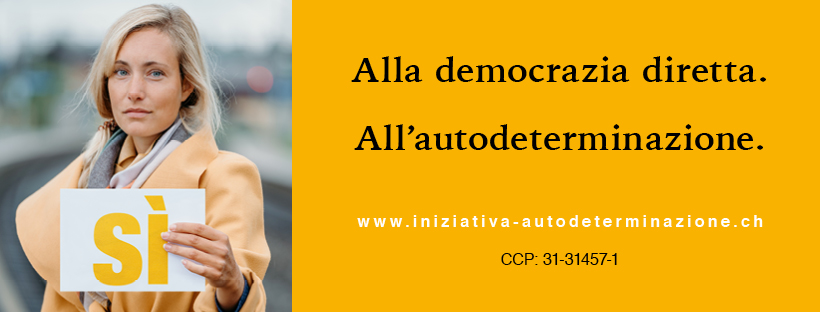 SÌ
Alla democrazia diretta.
All'autodeterminazione.
www.iniziativa-autodeterminazione.ch
CCP: 31-31457-1